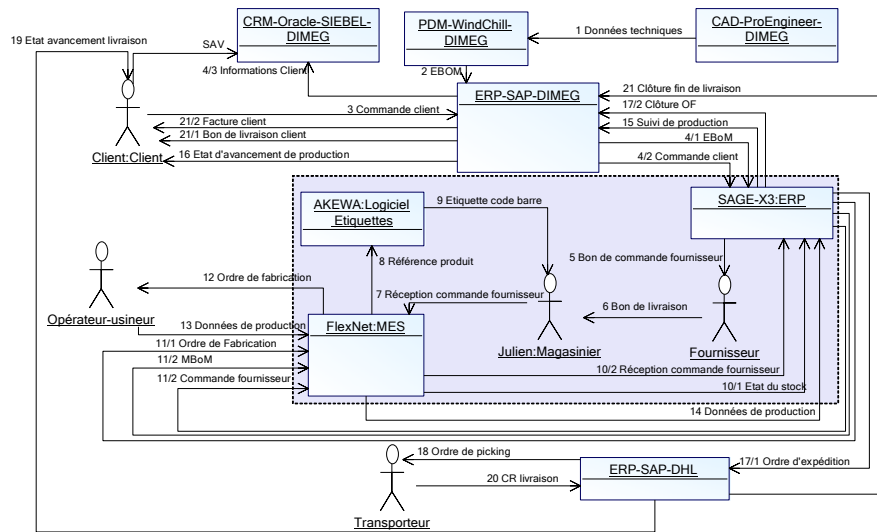 19 Etat avancement livraison
SAV
CRM-Oracle-SIEBEL-
DIMEG
PDM-WindChill-
DIMEG
1 Données techniques
CAD-ProEngineer-
DIMEG
4/3 Informations Client
2 EBOM
ERP-SAP-DIMEG
21 Clôture fin de livraison
17/2 Clôture OF
15 Suivi de production
4/1 EBoM
4/2 Commande client
3 Commande client
21/2 Facture client
21/1 Bon de livraison client
16 Etat d'avancement de production
Client:Client
AKEWA:Logiciel
Etiquettes
9 Etiquette code barre
SAGE-X3:ERP
8 Référence produit
5 Bon de commande fournisseur
12 Ordre de fabrication
7 Réception commande fournisseur
6 Bon de livraison
Opérateur-usineur
13 Données de production
FlexNet:MES
Julien:Magasinier
Fournisseur
11/1 Ordre de Fabrication
11/2 MBoM
11/2 Commande fournisseur
10/2 Réception commande fournisseur
10/1 Etat du stock
14 Données de production
18 Ordre de picking
17/1 Ordre d'expédition
ERP-SAP-DHL
20 CR livraison
Transporteur